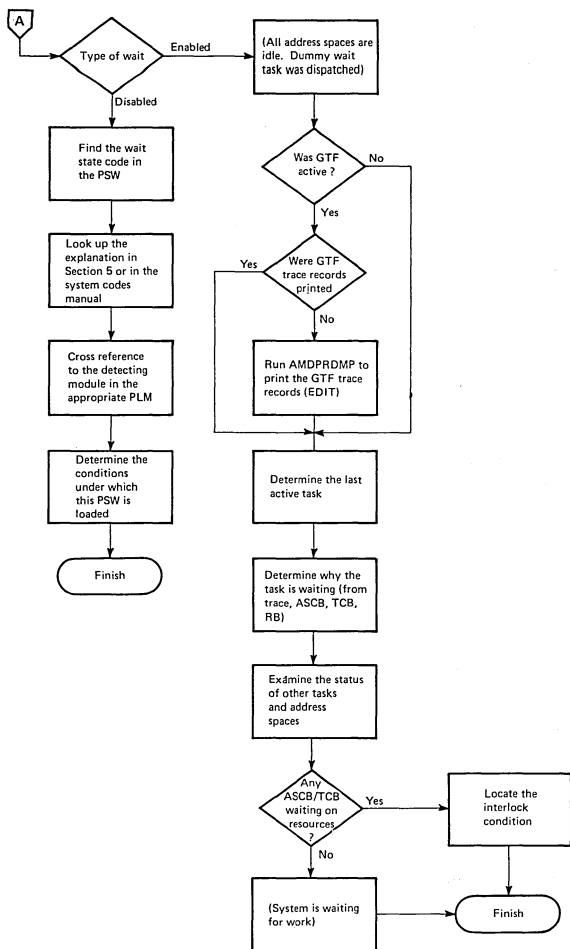 A
Type of wait
Enabled
Disabled
Find the wait
state code in
the PSW
Look up the
explanation in
Section 5 or in the
system codes
manual
Cross reference
to the detecting
module in the
appropriate PLM
Determine the
conditions
under which
this PSW is
loaded
Finish
(All address spaces are
idle. Dummy wait
task was dispatched)
Was GTF
active ?
No
Yes
Were GTF
trace records
printed
Yes
No
Run AMDPRDMP to
print the GTF trace
records (EDIT)
Determine the last
active task
Determine why the
task is waiting (from
trace, ASCB, TCB,
RB)
Examine the status
of other tasks
and address
spaces
Any
ASCB/TCB
waiting on
resources
?
Yes
No
Locate the
interlock
condition
(System is waiting
for work)
Finish